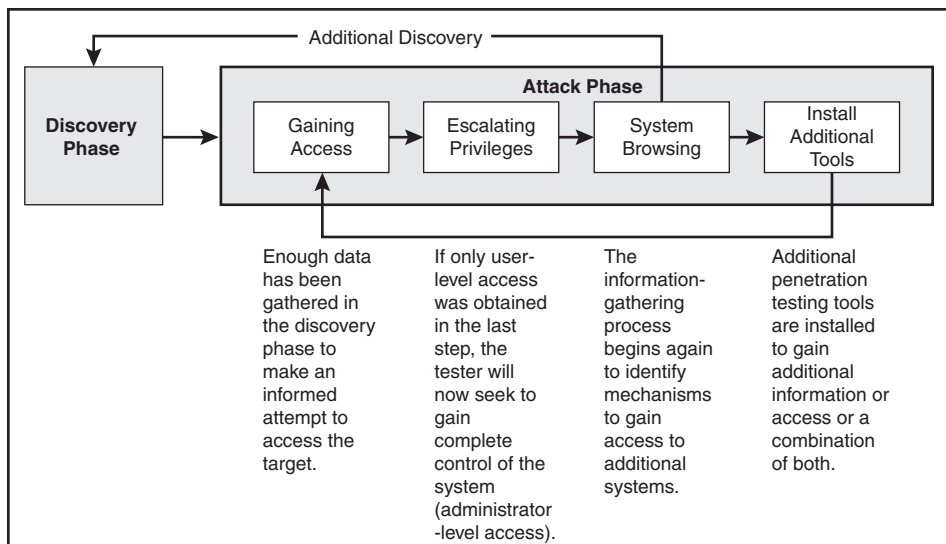 Additional Discovery
Discovery
Phase
Attack Phase
Gaining
Access
Escalating
Privileges
System
Browsing
Install
Additional
Tools
Enough data
has been
gathered in
the discovery
phase to
make an
informed
attempt to
access the
target.
If only user-
level access
was obtained
in the last
step, the
tester will
now seek to
gain
complete
control of the
system
(administrator
-level access).
The
information-
gathering
process
begins again
to identify
mechanisms
to gain
access to
additional
systems.
Additional
penetration
testing tools
are installed
to gain
additional
information or
access or a
combination
of both.